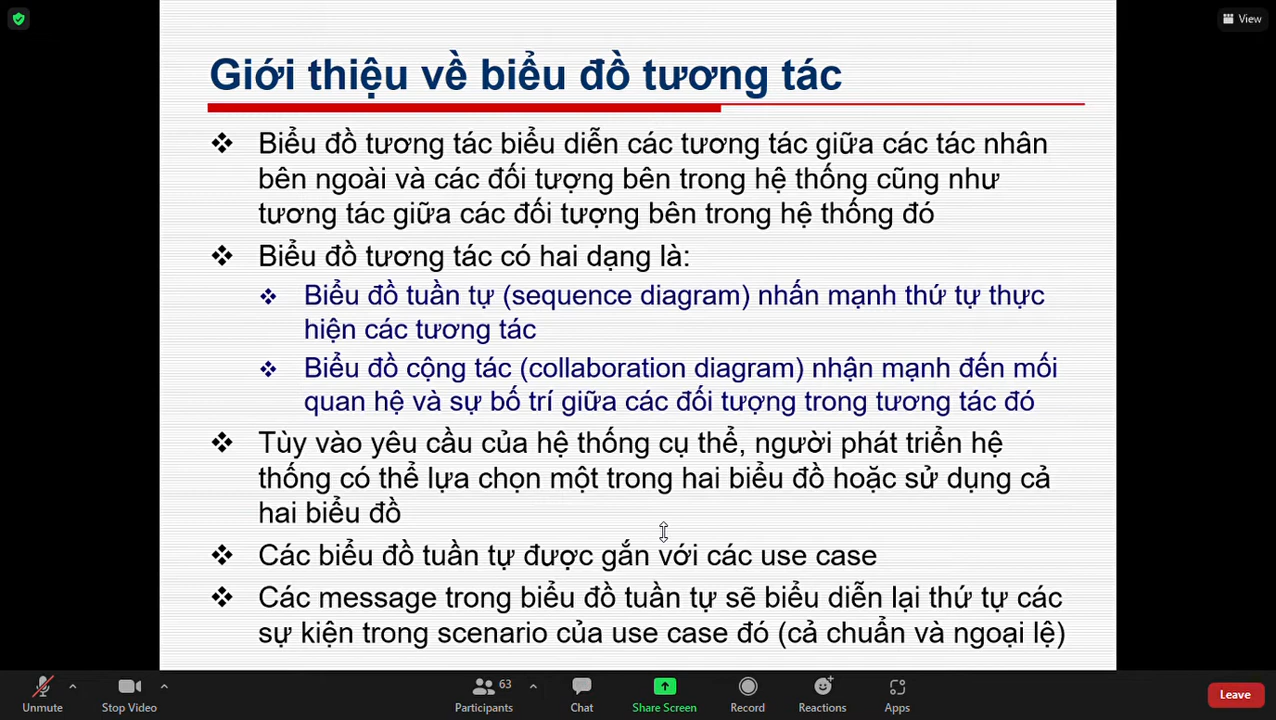 View
Giới thiệu về biểu đồ tương tác
Biểu đồ tương tác biểu diễn các tương tác giữa các tác nhân
bên ngoài và các đối tượng bên trong hệ thống cũng như
tương tác giữa các đối tượng bên trong hệ thống đó
Biểu đồ tương tác có hai dạng là:
Biểu đồ tuần tự (sequence diagram) nhấn mạnh thứ tự thực
hiện các tương tác
Biểu đồ cộng tác (collaboration diagram) nhận mạnh đến mối
quan hệ và sự bố trí giữa các đối tượng trong tương tác đó
Tùy vào yêu cầu của hệ thống cụ thể, người phát triển hệ
thống có thể lựa chọn một trong hai biểu đồ hoặc sử dụng cả
hai biểu đồ
Các biểu đồ tuần tự được gắn với các use case
Các message trong biểu đồ tuần tự sẽ biểu diễn lại thứ tự các
sự kiện trong scenario của use case đó (cả chuẩn và ngoại lệ)
Unmute
Stop Video
63
Participants
Chat
Share Screen
Record
Reactions
Apps
Leave